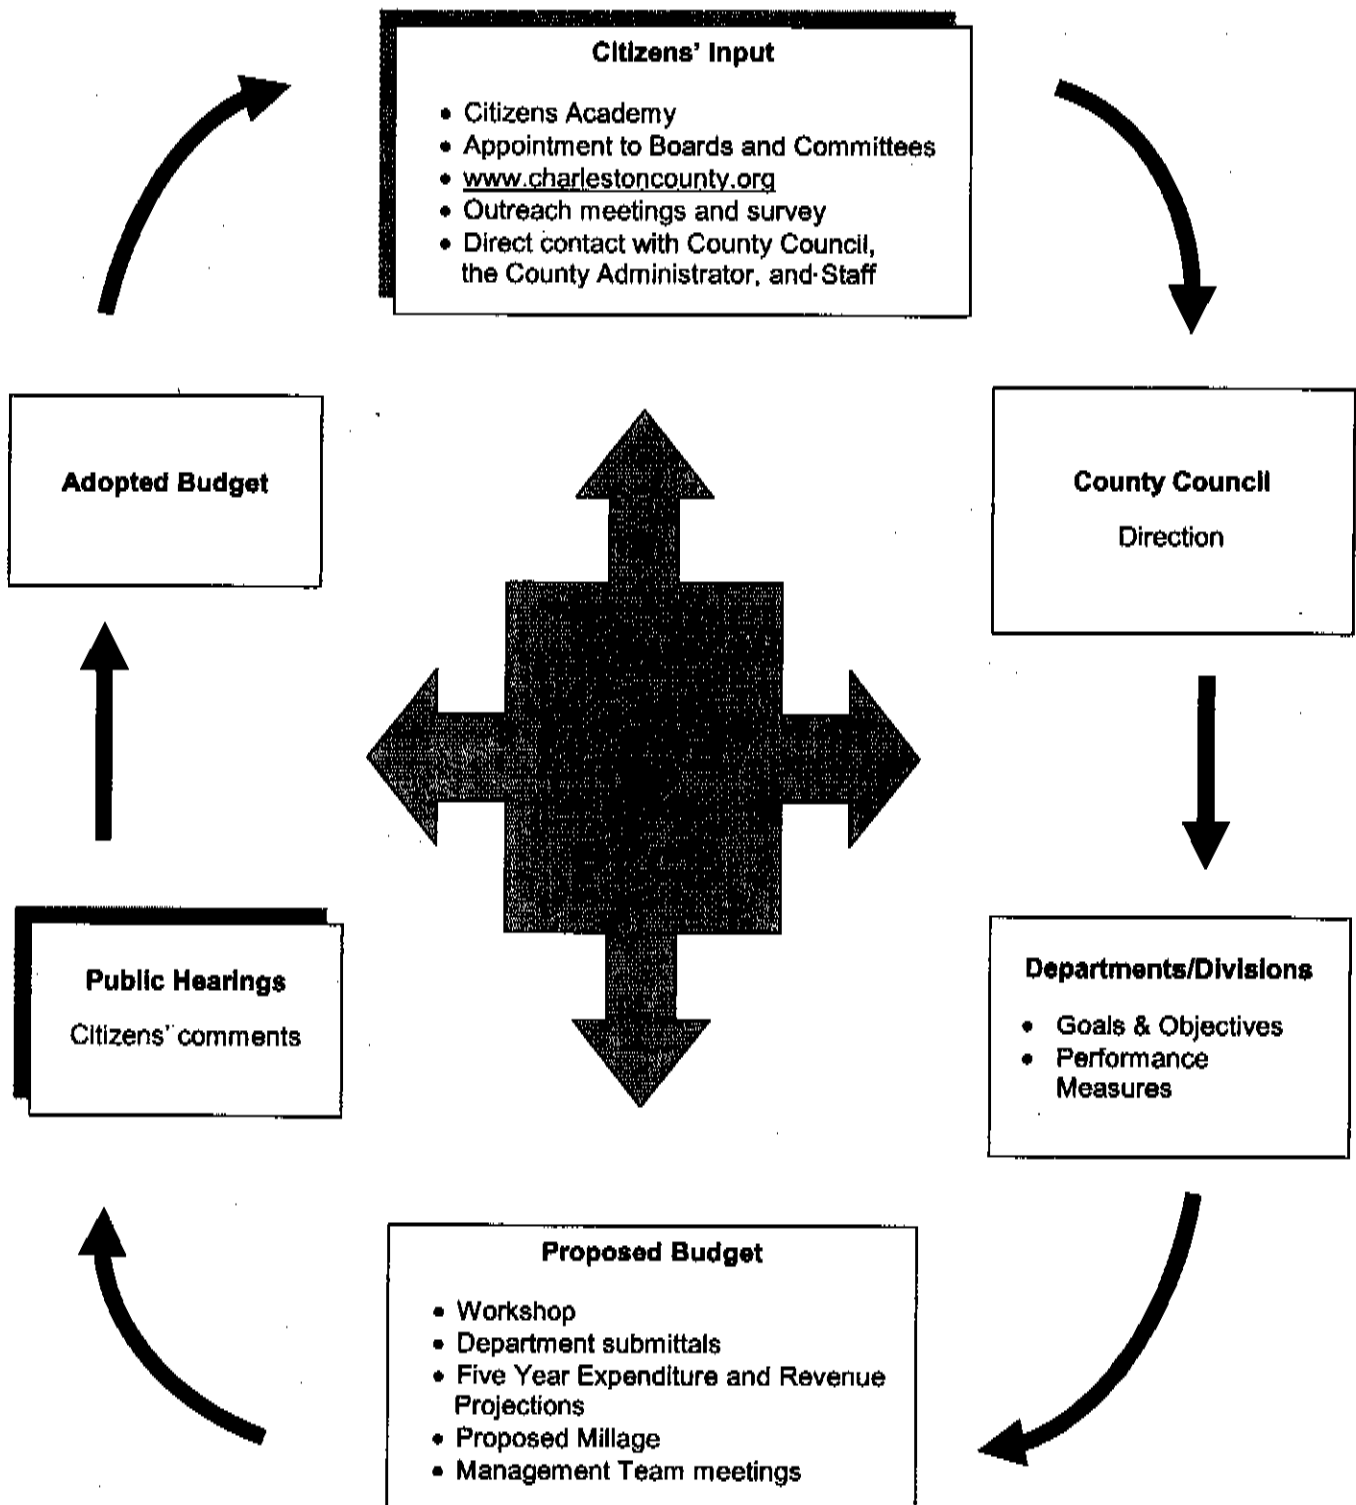 Citizens' Input
• Citizens Academy
• Appointment to Boards and Committees
• www.charlestoncounty.org
• Outreach meetings and survey
• Direct contact with County Council,
the County Administrator, and Staff
County Council
Direction
Departments/Divisions
• Goals & Objectives
• Performance
Measures
Proposed Budget
• Workshop
• Department submittals
• Five Year Expenditure and Revenue
Projections
• Proposed Millage
• Management Team meetings
Public Hearings
Citizens' comments
Adopted Budget